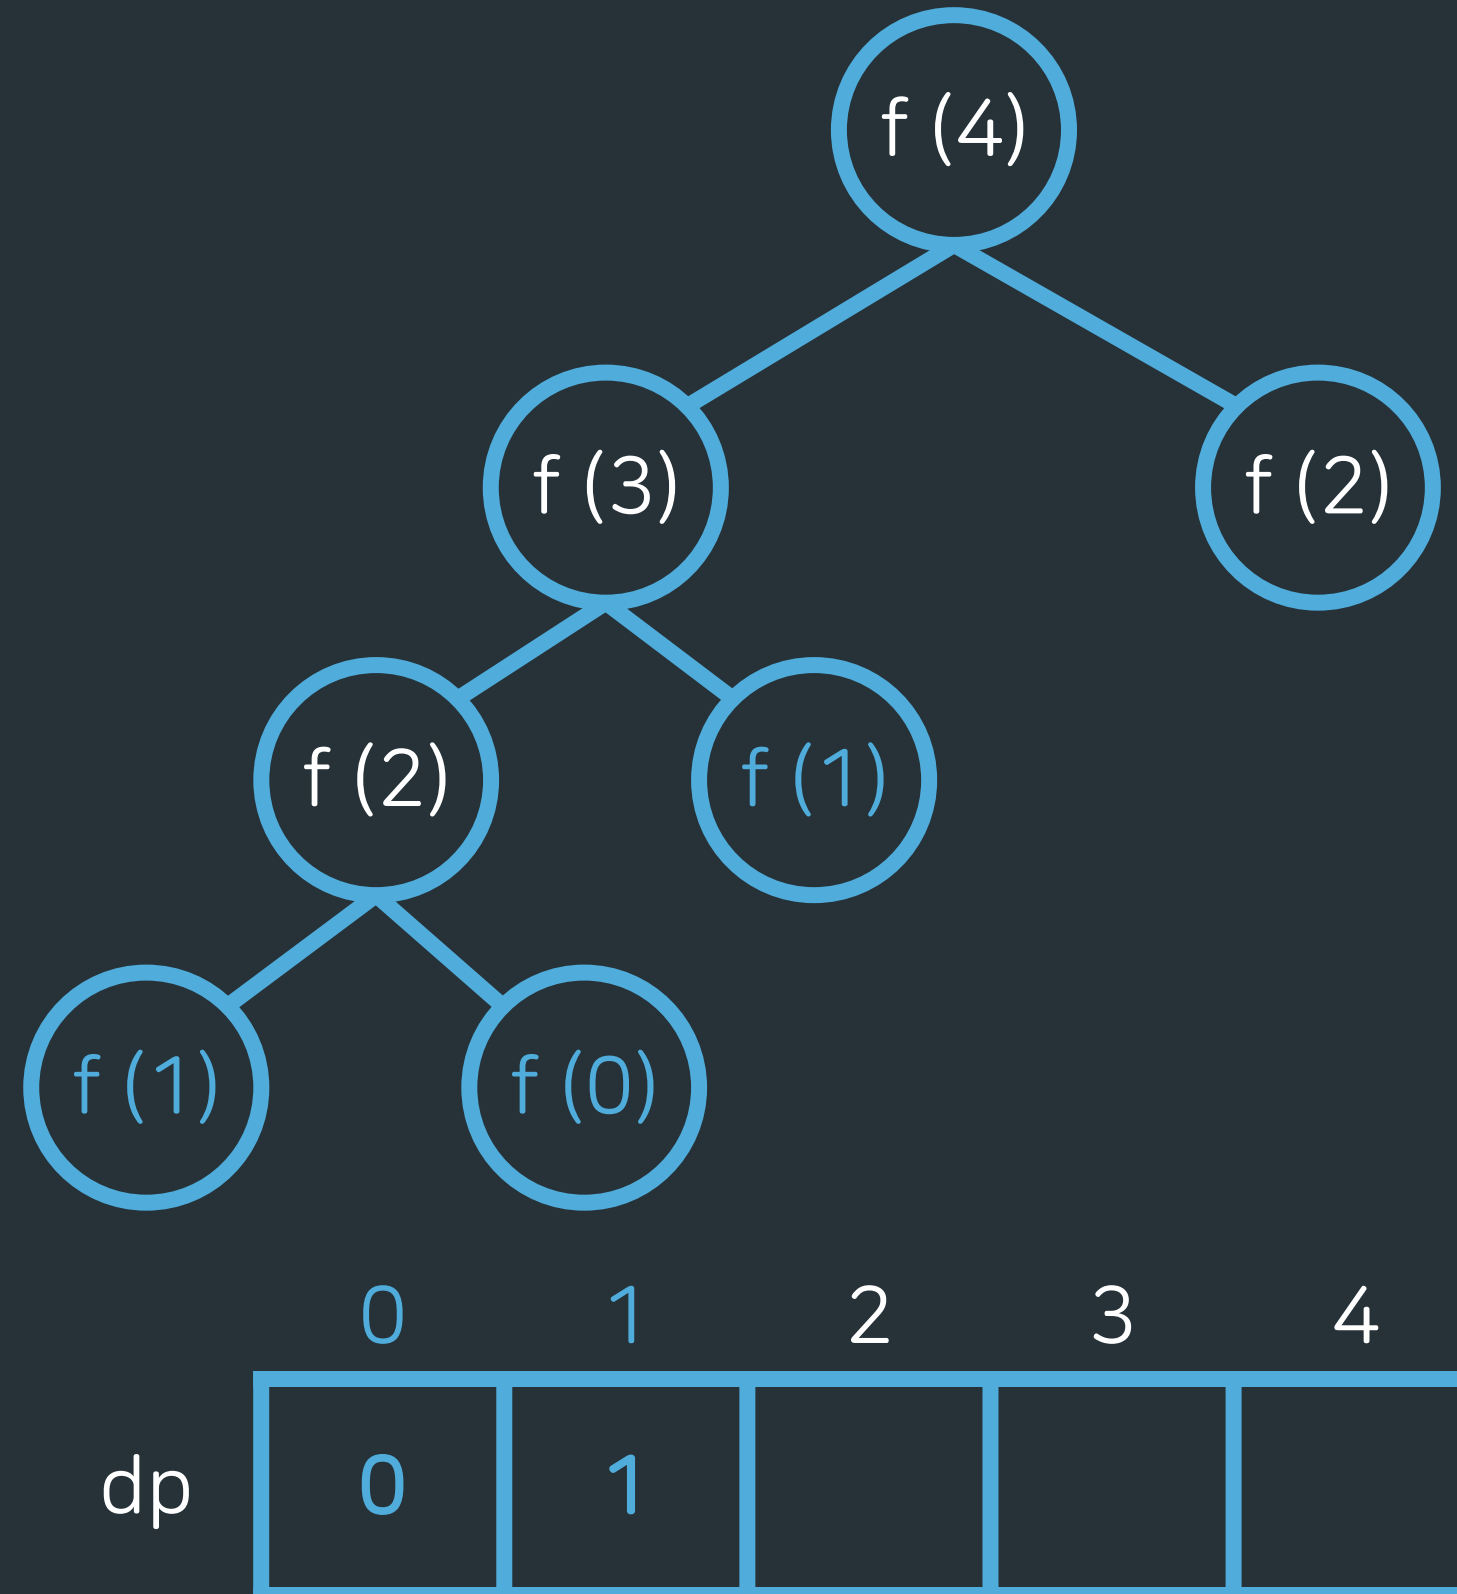 f (4)
f (3) f (2)
f (2) f (1)
f (1) f (0)
0 1 2 3 4
dp 0 1